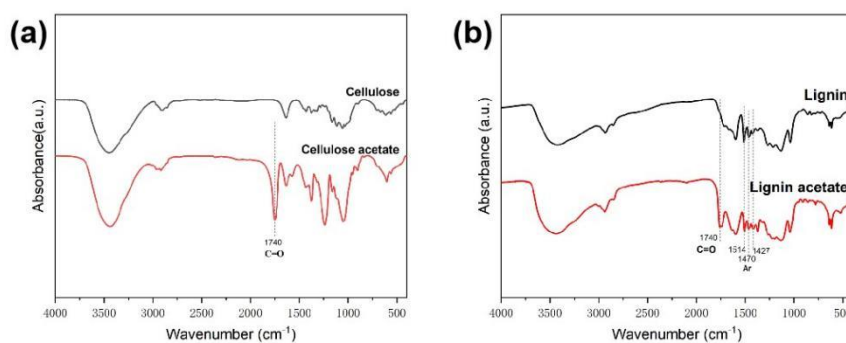 (a)
Absorbance(a.u.)
Cellulose
Cellulose acetate
1740
C=O
4000 3500 3000 2500 2000 1500 1000 500
Wavenumber (cm⁻¹)
(b)
Absorbance (a.u.)
Lignin
Lignin acetate
1740
C=O
1514
1470
1427
Ar
4000 3500 3000 2500 2000 1500 1000 500
Wavenumber (cm⁻¹)